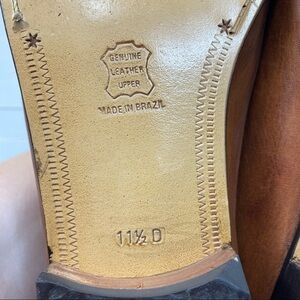 GENUINE
LEATHER
UPPER
MADE IN BRAZIL
11½ D